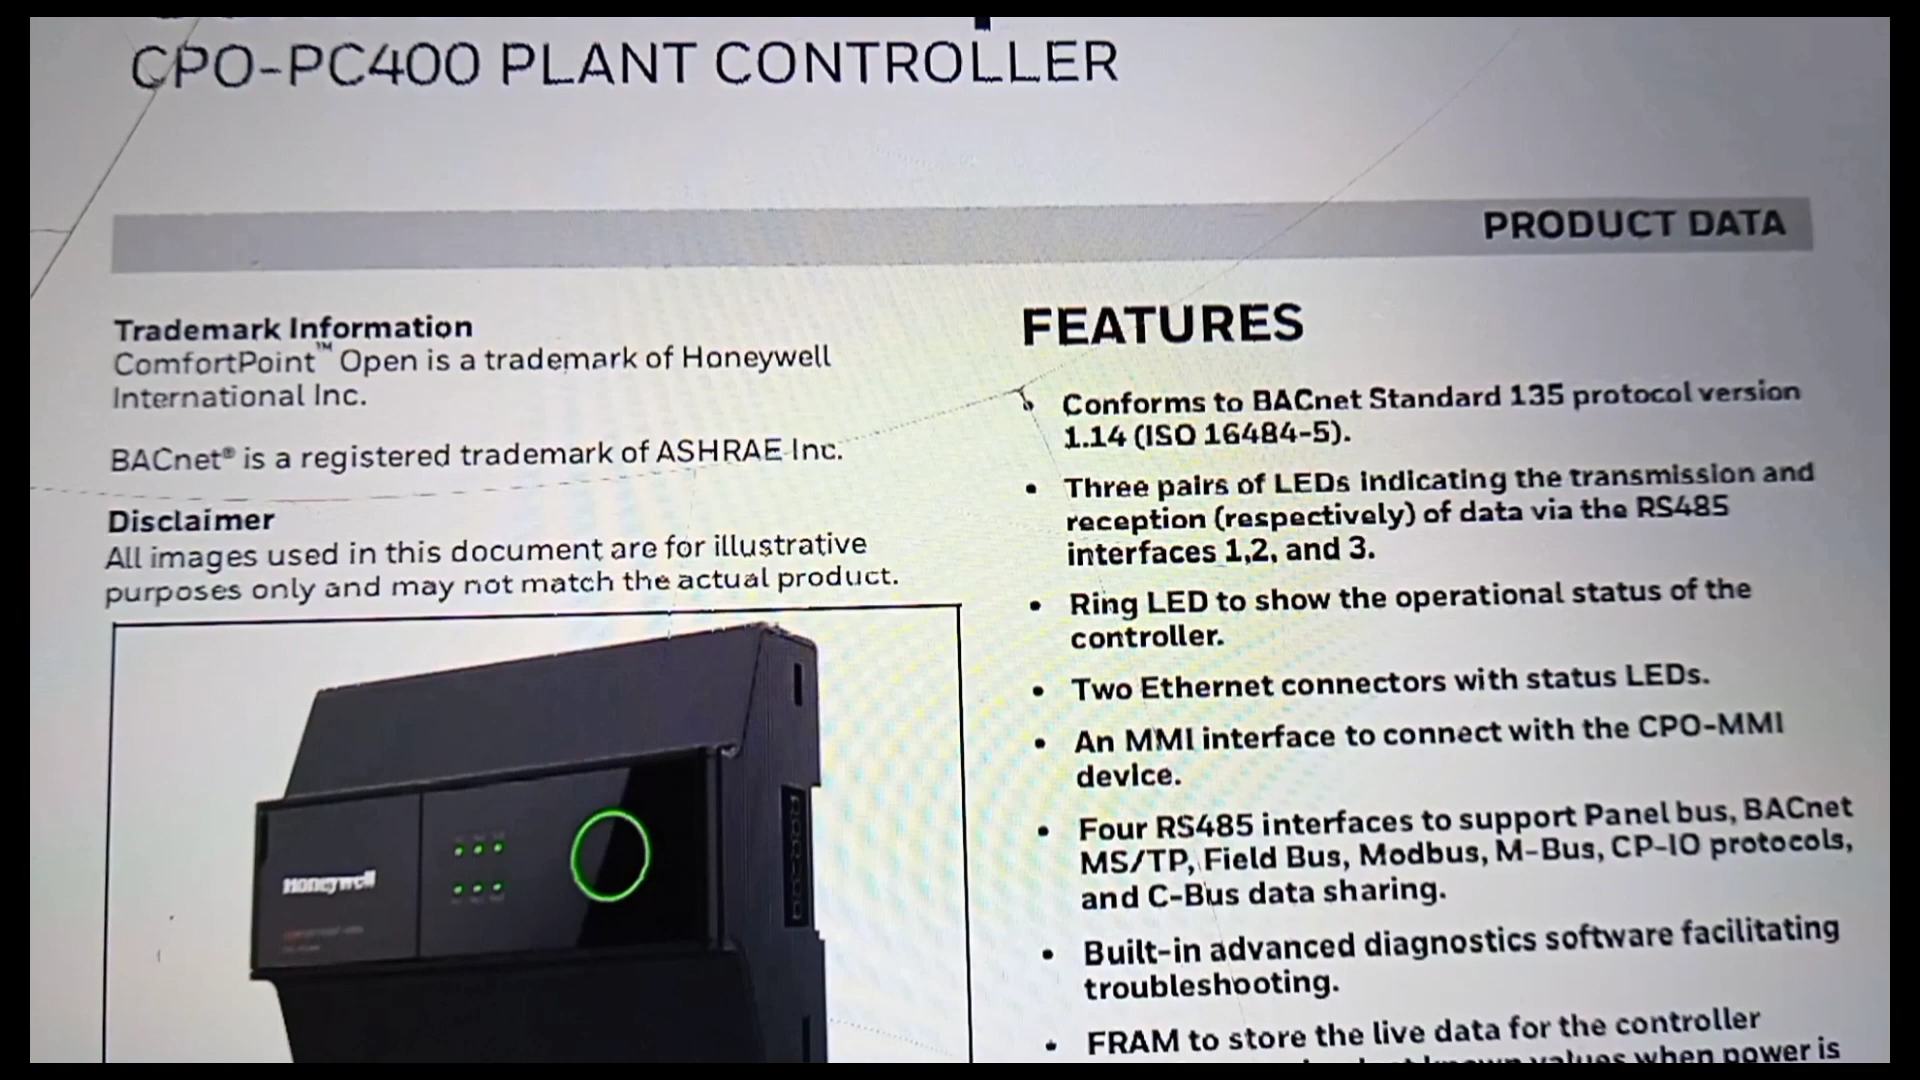 CPO-PC400 PLANT CONTROLLER
PRODUCT DATA
Trademark Information
ComfortPoint™ Open is a trademark of Honeywell
International Inc.
BACnet® is a registered trademark of ASHRAE Inc.
Disclaimer
All images used in this document are for illustrative
purposes only and may not match the actual product.
Honeywell
FEATURES
• Conforms to BACnet Standard 135 protocol version
1.14 (ISO 16484-5).
• Three pairs of LEDs indicating the transmission and
reception (respectively) of data via the RS485
interfaces 1,2, and 3.
• Ring LED to show the operational status of the
controller.
• Two Ethernet connectors with status LEDs.
• An MMI interface to connect with the CPO-MMI
device.
• Four RS485 interfaces to support Panel bus, BACnet
MS/TP, Field Bus, Modbus, M-Bus, CP-IO protocols,
and C-Bus data sharing.
• Built-in advanced diagnostics software facilitating
troubleshooting.
• FRAM to store the live data for the controller
known values when power is